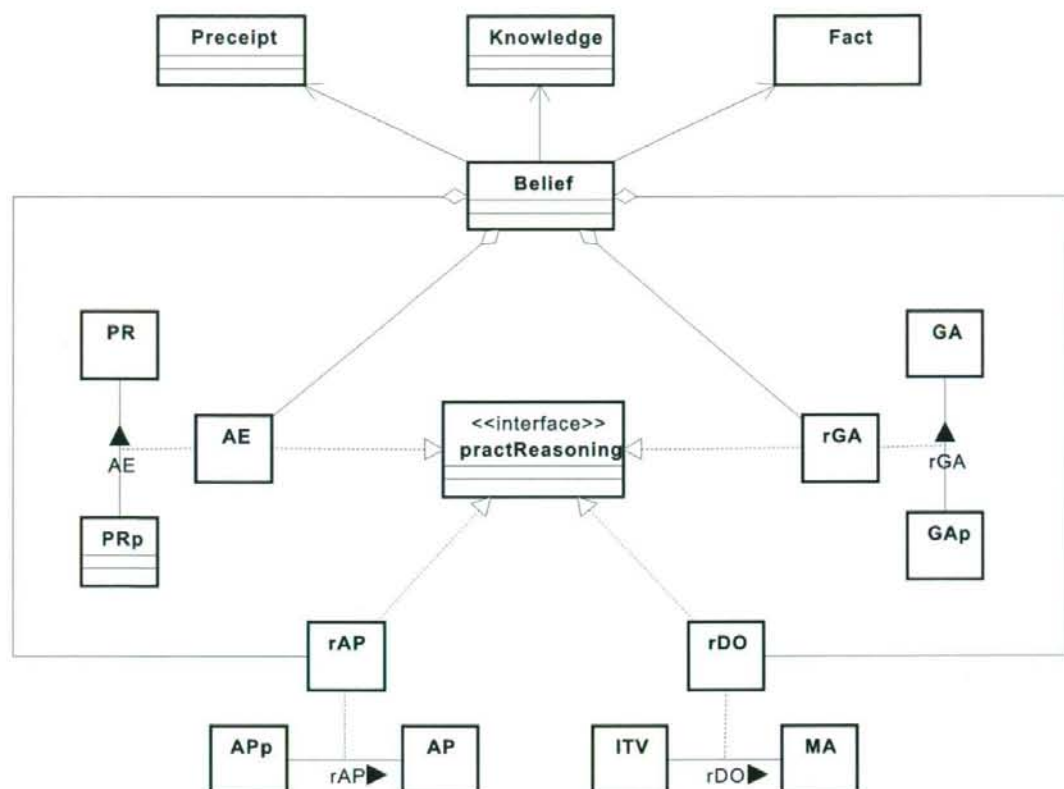 Preceipt
Knowledge
Fact
Belief
PR
GA
AE
<<interface>>
practReasoning
rGA
AE
rGA
PRp
GAp
rAP
rDO
APp
AP
ITV
MA
rAP
rDO